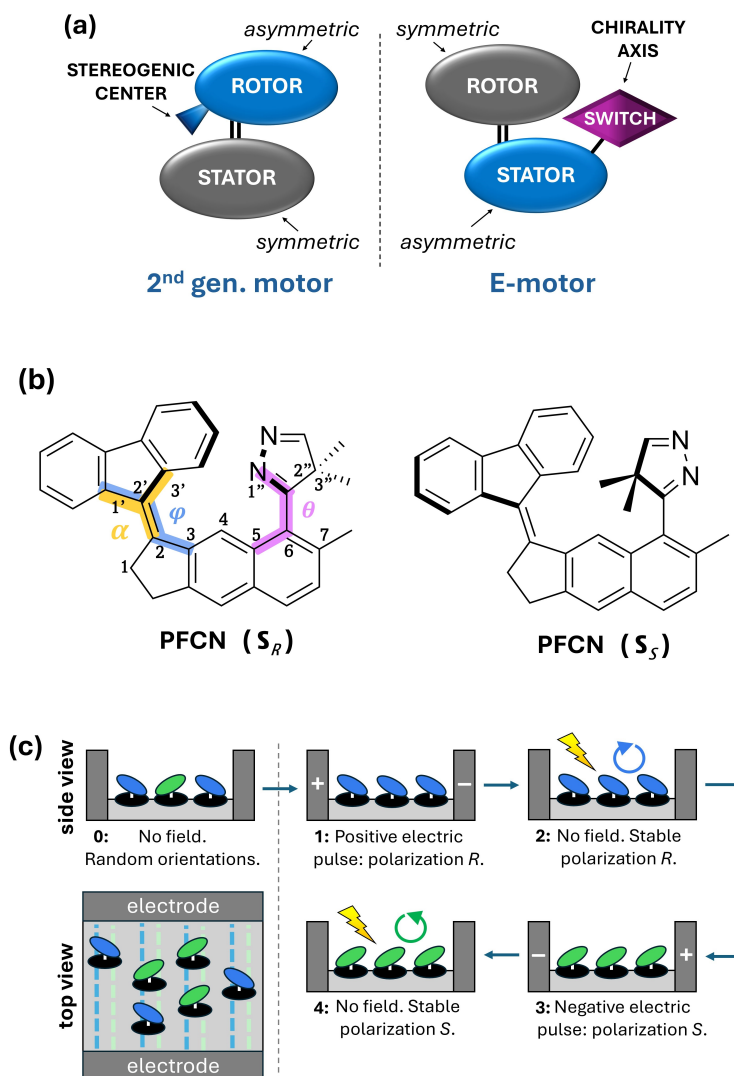 (a)
asymmetric
symmetric
CHIRALITY
AXIS
STEREOGENIC
CENTER
ROTOR
ROTOR
SWITCH
STATOR
STATOR
symmetric
asymmetric
2nd gen. motor
E-motor
(b)
N
N
1''
2''
3''
2'
3'
1'
φ
α
θ
4
3
5
6
7
2
1
PFCN (S_R)
N
N
PFCN (S_S)
(c)
side view
0: No field.
Random orientations.
+
−
1: Positive electric
pulse: polarization R.
2: No field. Stable
polarization R.
top view
electrode
electrode
4: No field. Stable
polarization S.
−
+
3: Negative electric
pulse: polarization S.